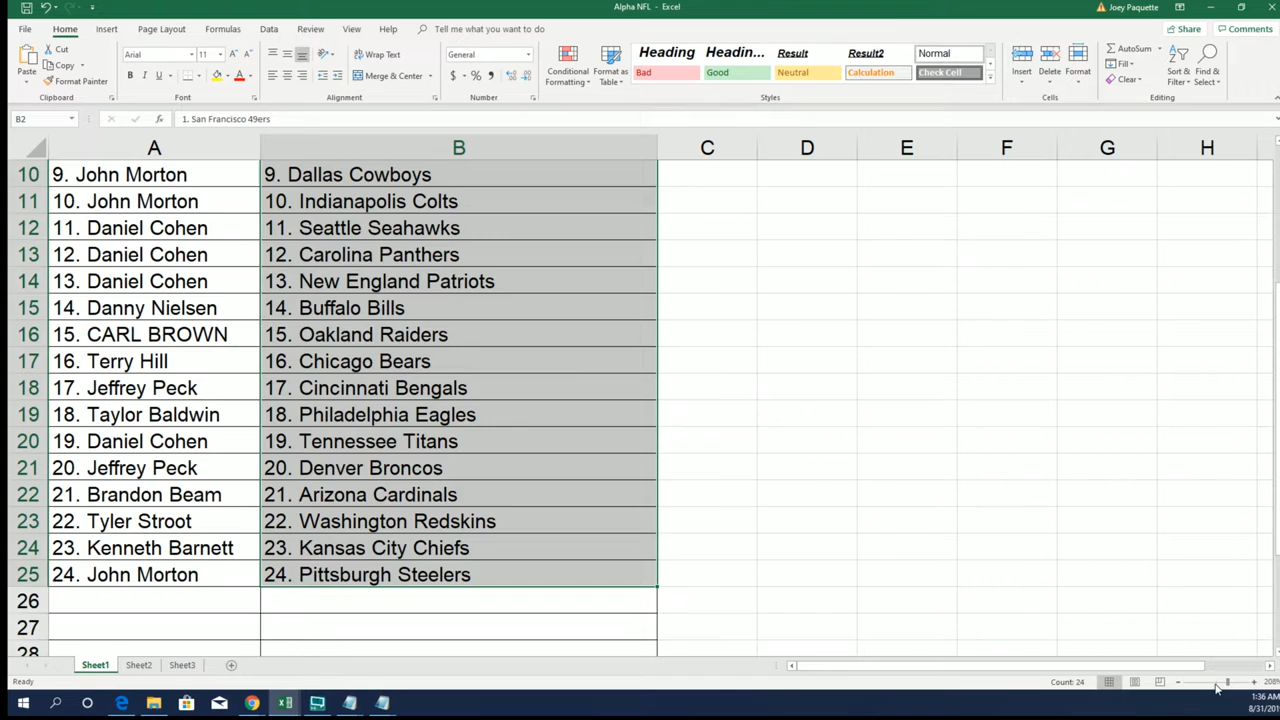 Alpha NFL - Excel
Joey Paquette
File Home Insert Page Layout Formulas Data Review View Help Tell me what you want to do Share Comments
Paste Cut
Copy
Format Painter
Clipboard
Arial 11
B I U
Font
Wrap Text
Merge & Center
Alignment
General
$ % ,
Number
Conditional Formatting
Format as Table
Heading Headin... Result Result2 Normal
Bad Good Neutral Calculation Check Cell
Styles
Insert Delete Format
Cells
AutoSum
Fill
Clear
Sort & Filter
Find & Select
Editing
B2 fx 1. San Francisco 49ers
A B C D E F G H
10 9. John Morton 9. Dallas Cowboys
11 10. John Morton 10. Indianapolis Colts
12 11. Daniel Cohen 11. Seattle Seahawks
13 12. Daniel Cohen 12. Carolina Panthers
14 13. Daniel Cohen 13. New England Patriots
15 14. Danny Nielsen 14. Buffalo Bills
16 15. CARL BROWN 15. Oakland Raiders
17 16. Terry Hill 16. Chicago Bears
18 17. Jeffrey Peck 17. Cincinnati Bengals
19 18. Taylor Baldwin 18. Philadelphia Eagles
20 19. Daniel Cohen 19. Tennessee Titans
21 20. Jeffrey Peck 20. Denver Broncos
22 21. Brandon Beam 21. Arizona Cardinals
23 22. Tyler Stroot 22. Washington Redskins
24 23. Kenneth Barnett 23. Kansas City Chiefs
25 24. John Morton 24. Pittsburgh Steelers
26
27
28
Sheet1 Sheet2 Sheet3
Ready Count: 24 208%
1:36 AM
8/31/201